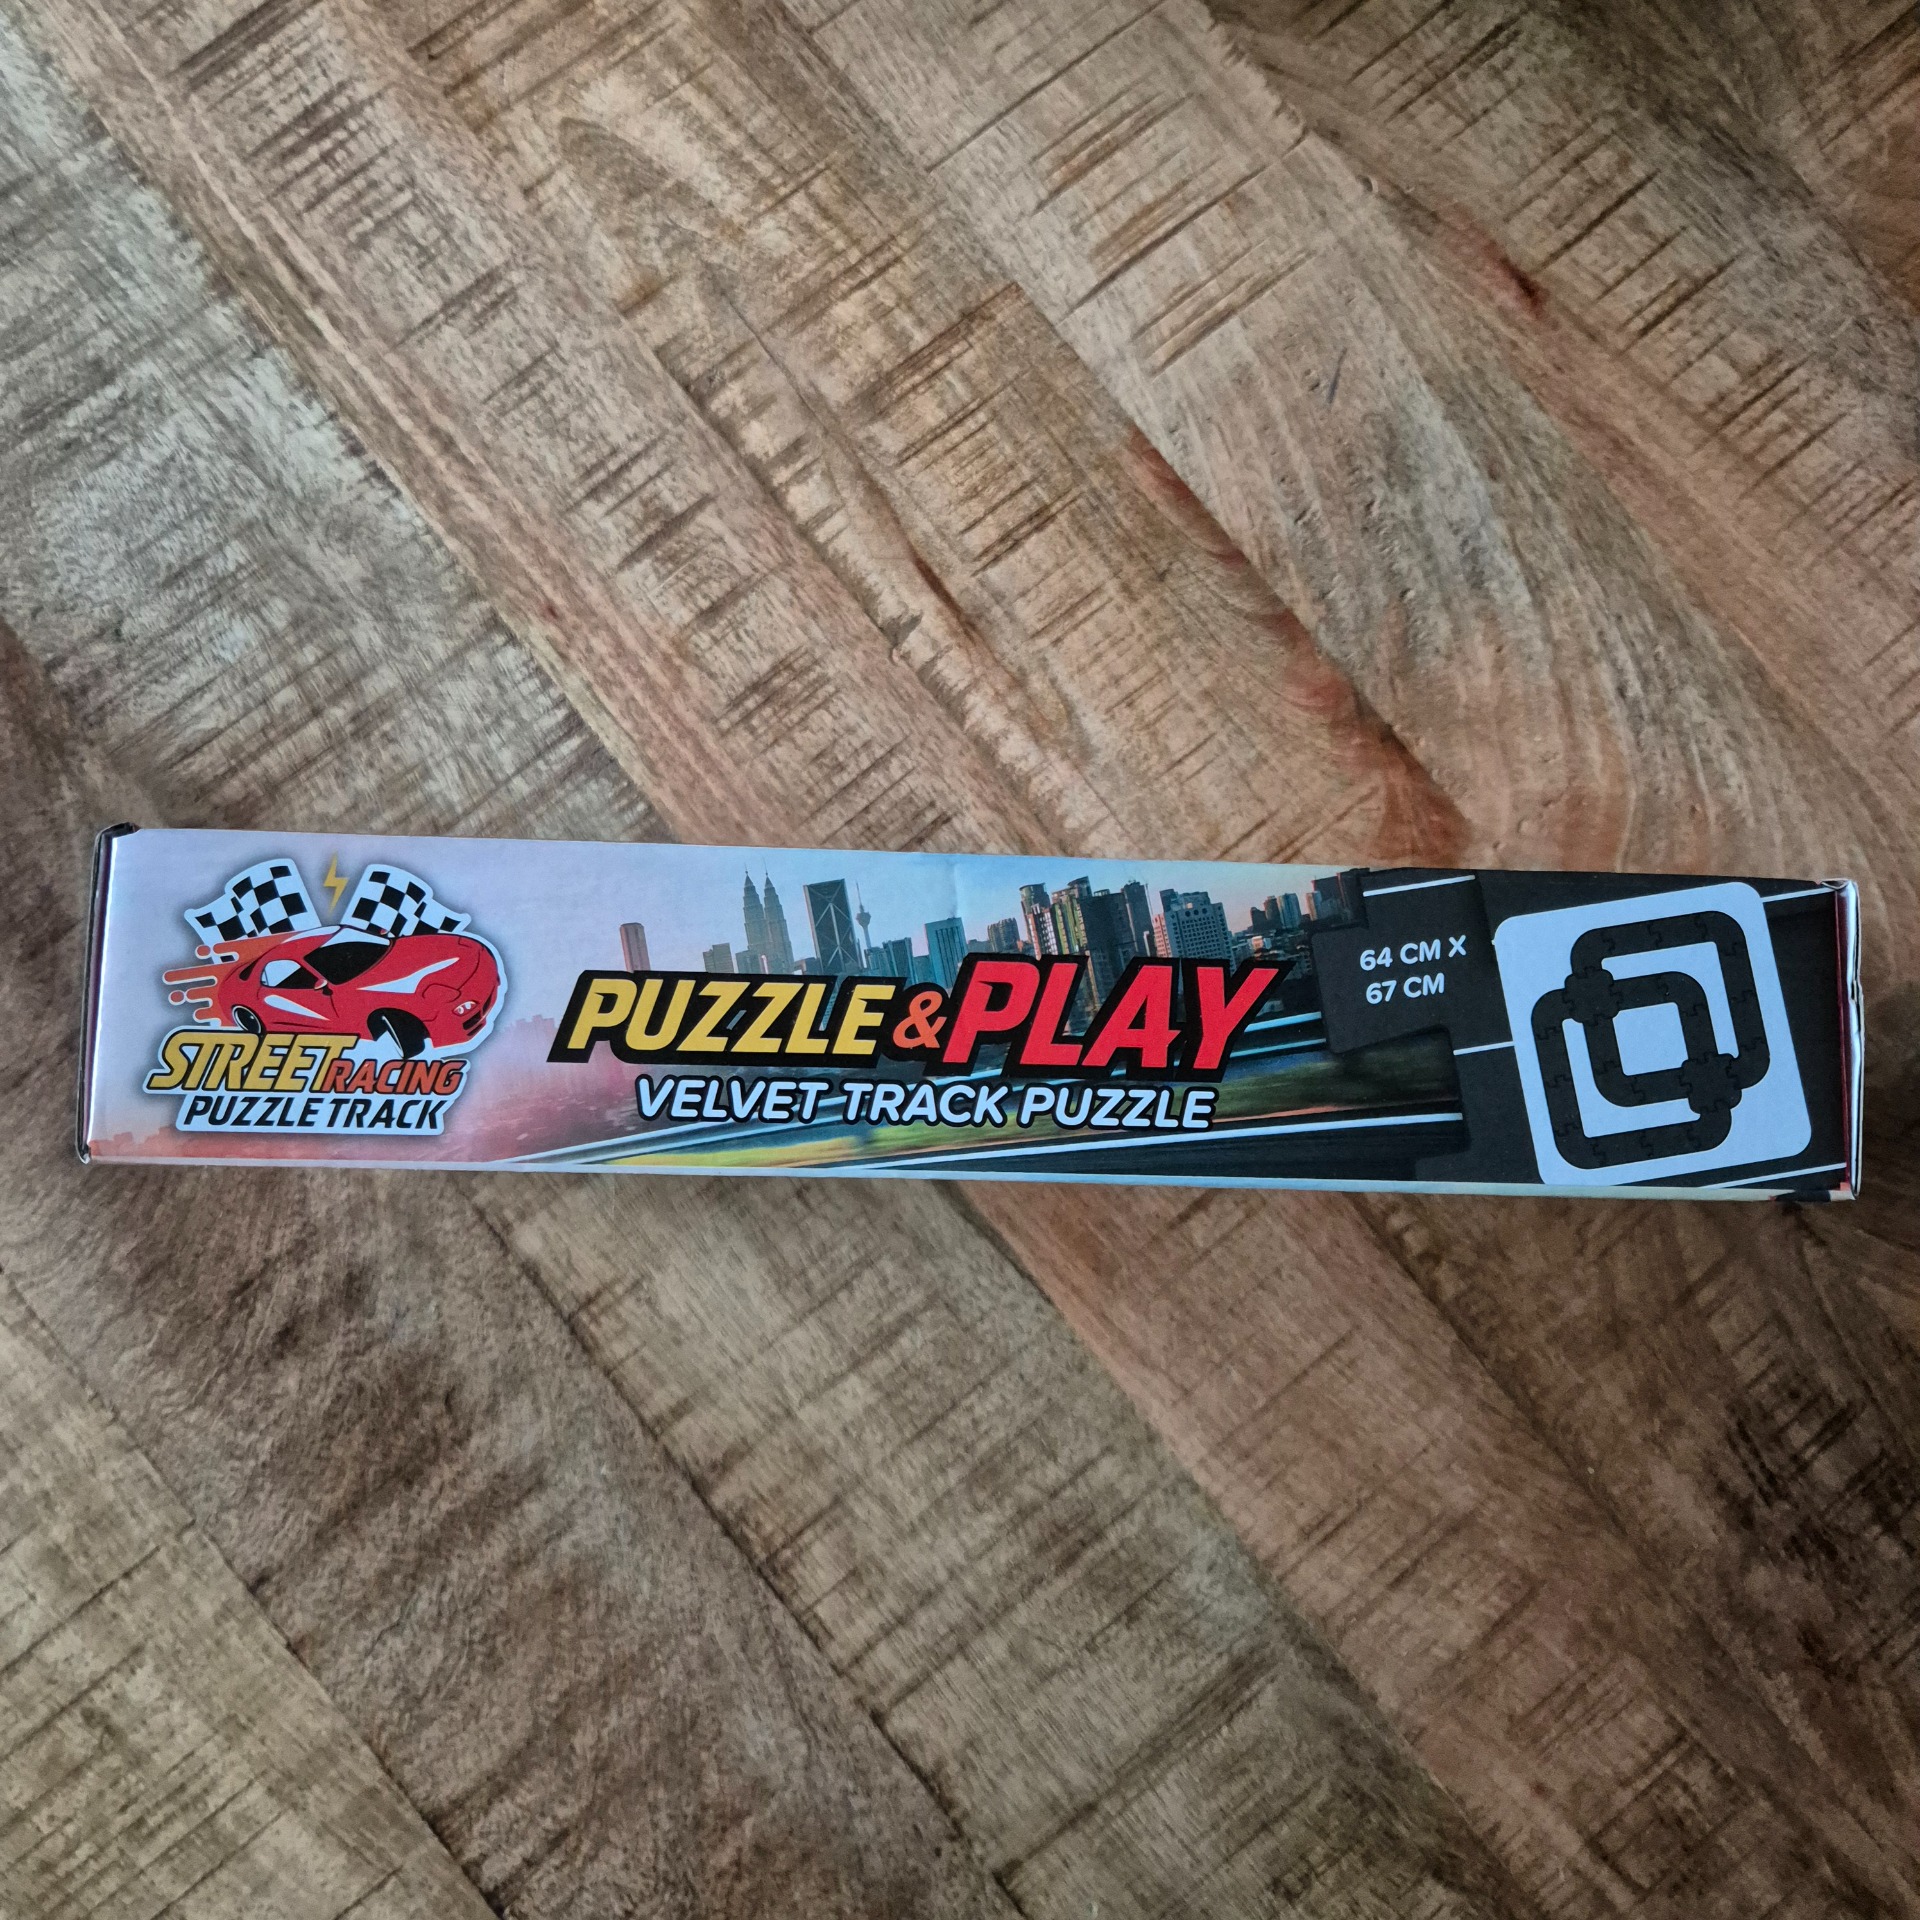 STREET RACING
PUZZLE TRACK
PUZZLE & PLAY
VELVET TRACK PUZZLE
64 CM X
67 CM